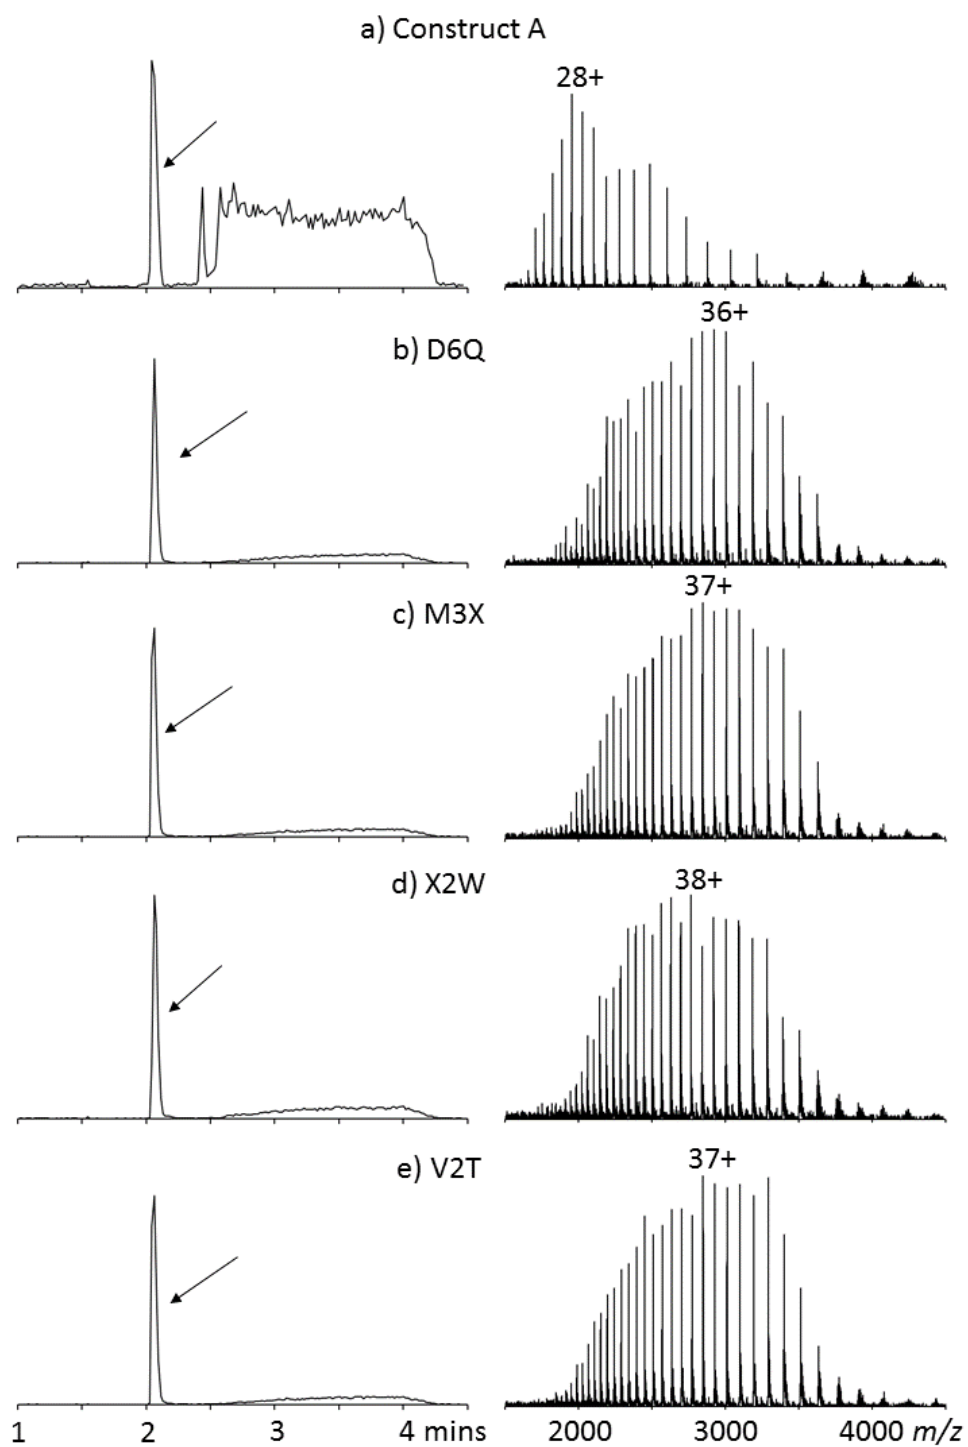 a) Construct A
28+
36+
b) D6Q
37+
c) M3X
38+
d) X2W
37+
e) V2T
1 2 3 4 mins 2000 3000 4000 m/z